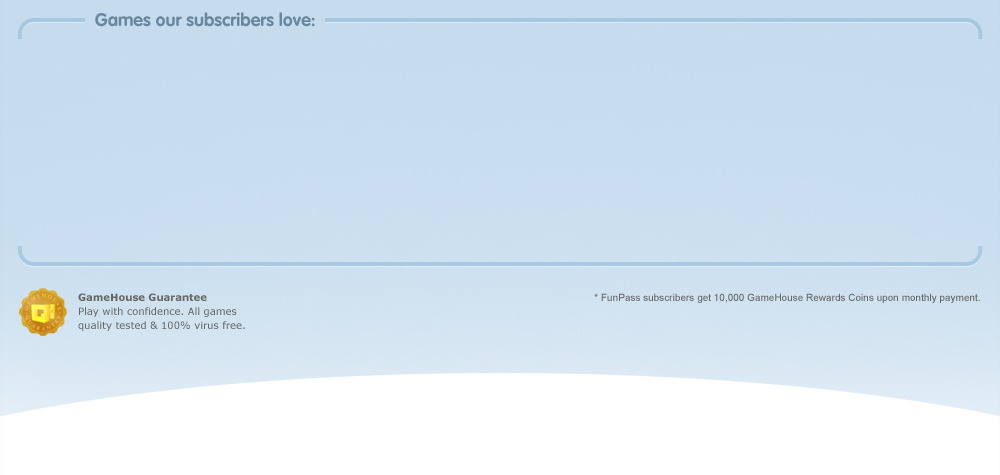 Games our subscribers love:
GameHouse Guarantee
Play with confidence. All games
quality tested & 100% virus free.
* FunPass subscribers get 10,000 GameHouse Rewards Coins upon monthly payment.